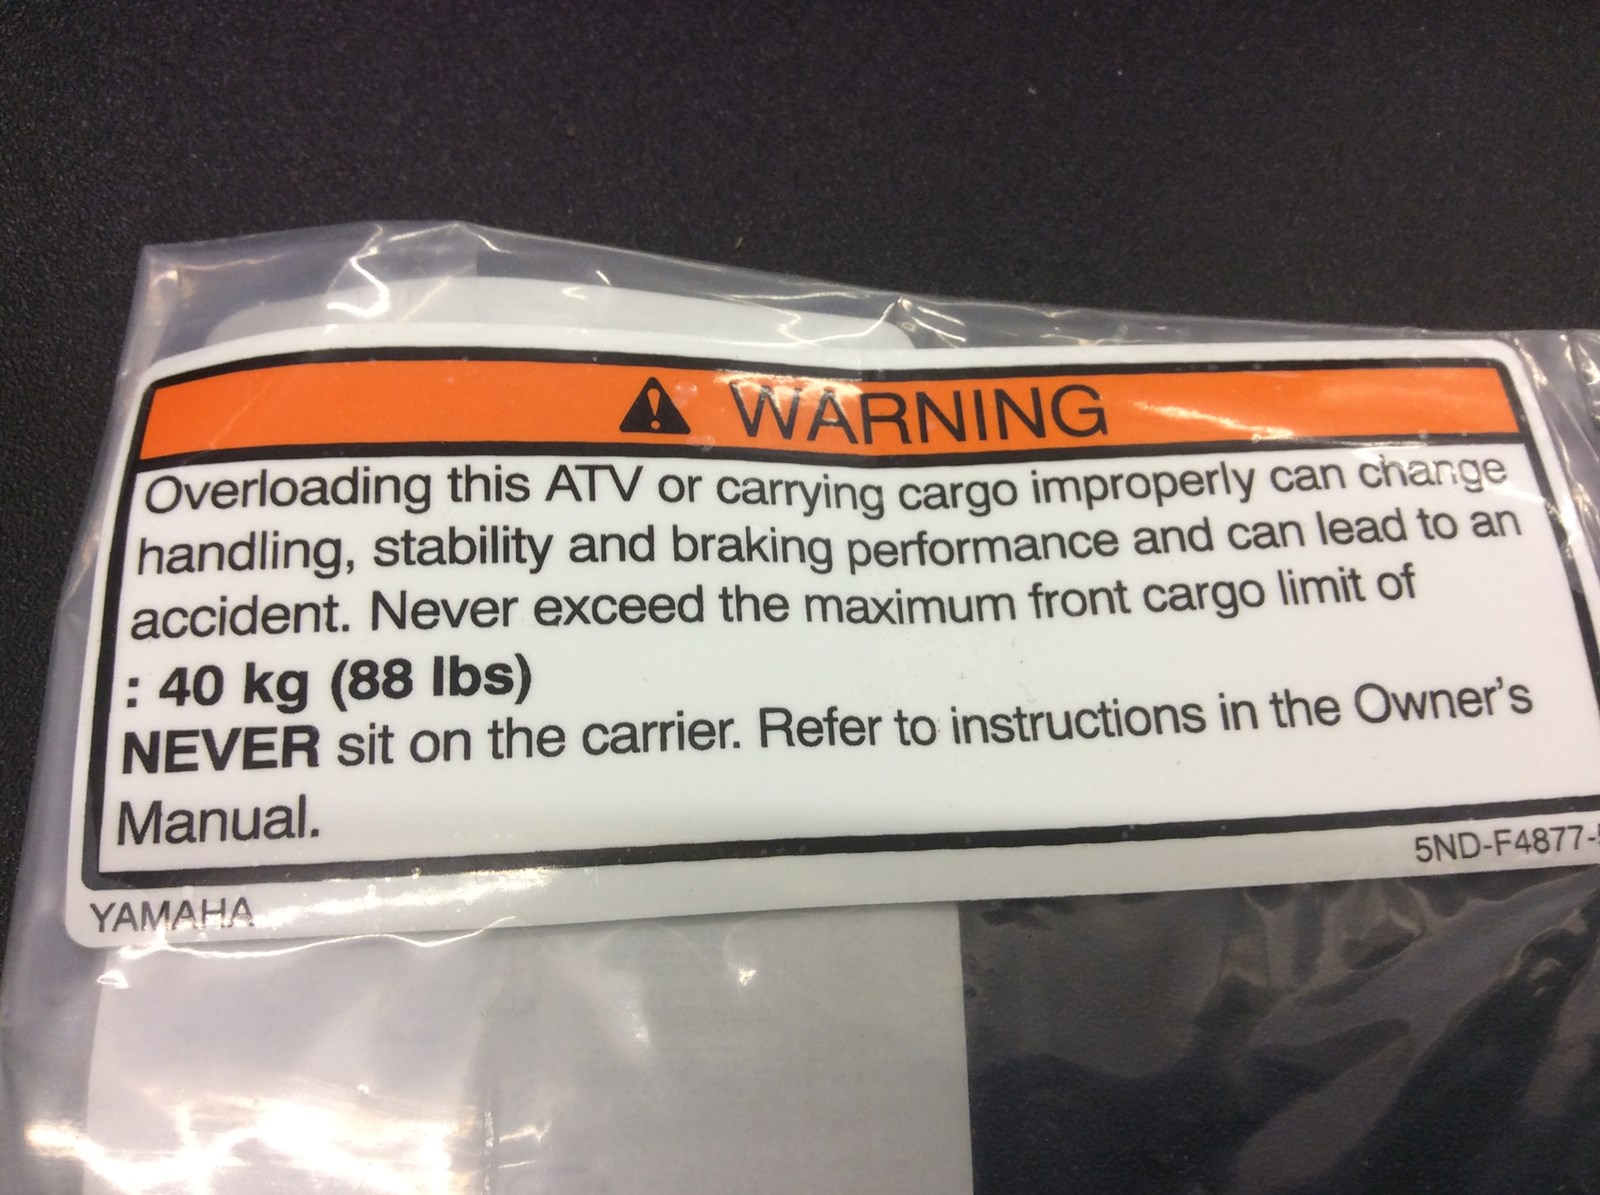 WARNING
Overloading this ATV or carrying cargo improperly can change
handling, stability and braking performance and can lead to an
accident. Never exceed the maximum front cargo limit of
: 40 kg (88 lbs)
NEVER sit on the carrier. Refer to instructions in the Owner's
Manual.
5ND-F4877-
YAMAHA